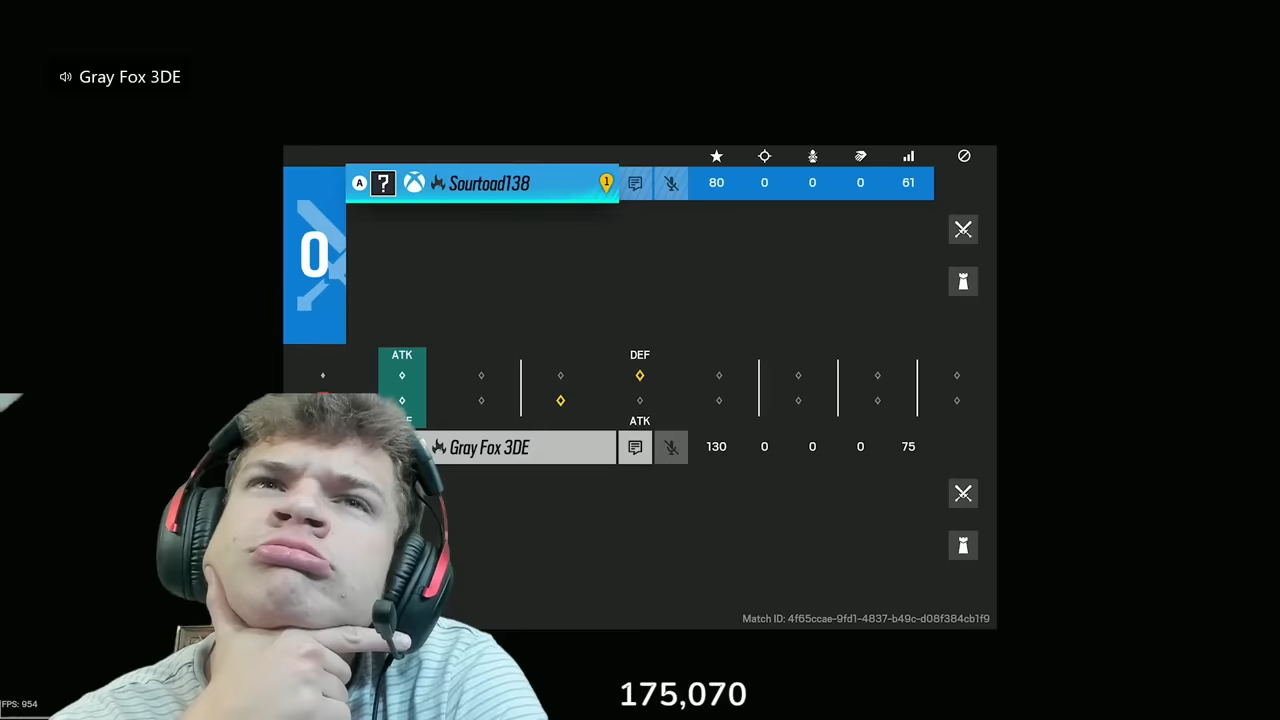 Gray Fox 3DE
A ? Sourtoad138 1 80 0 0 0 61
0
ATK DEF
ATK
Gray Fox 3DE 130 0 0 0 75
Match ID: 4f65ccae-9fd1-4837-b49c-d08f384cb1f9
175,070
FPS: 954